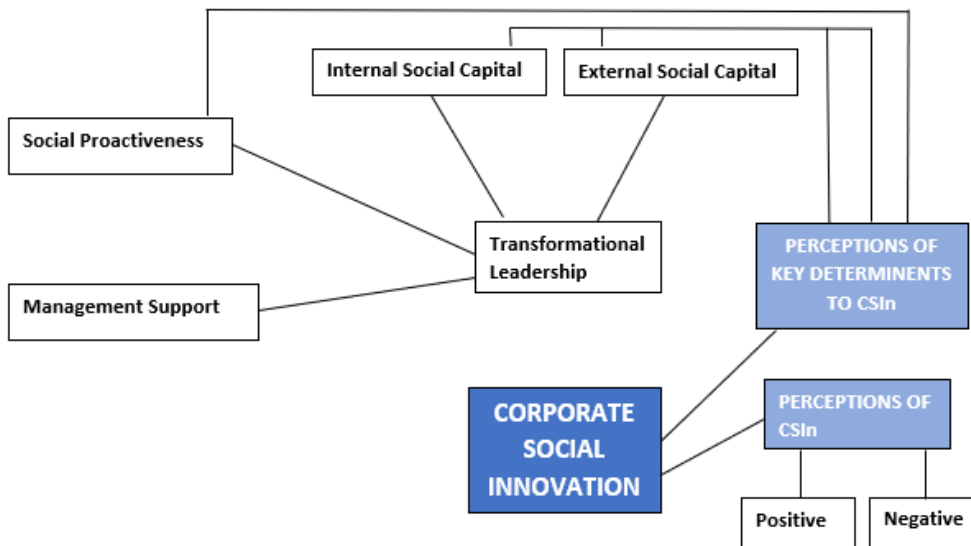 Internal Social Capital
External Social Capital
Social Proactiveness
Transformational
Leadership
PERCEPTIONS OF
KEY DETERMINENTS
TO CSIn
Management Support
CORPORATE
SOCIAL
INNOVATION
PERCEPTIONS OF
CSIn
Positive
Negative